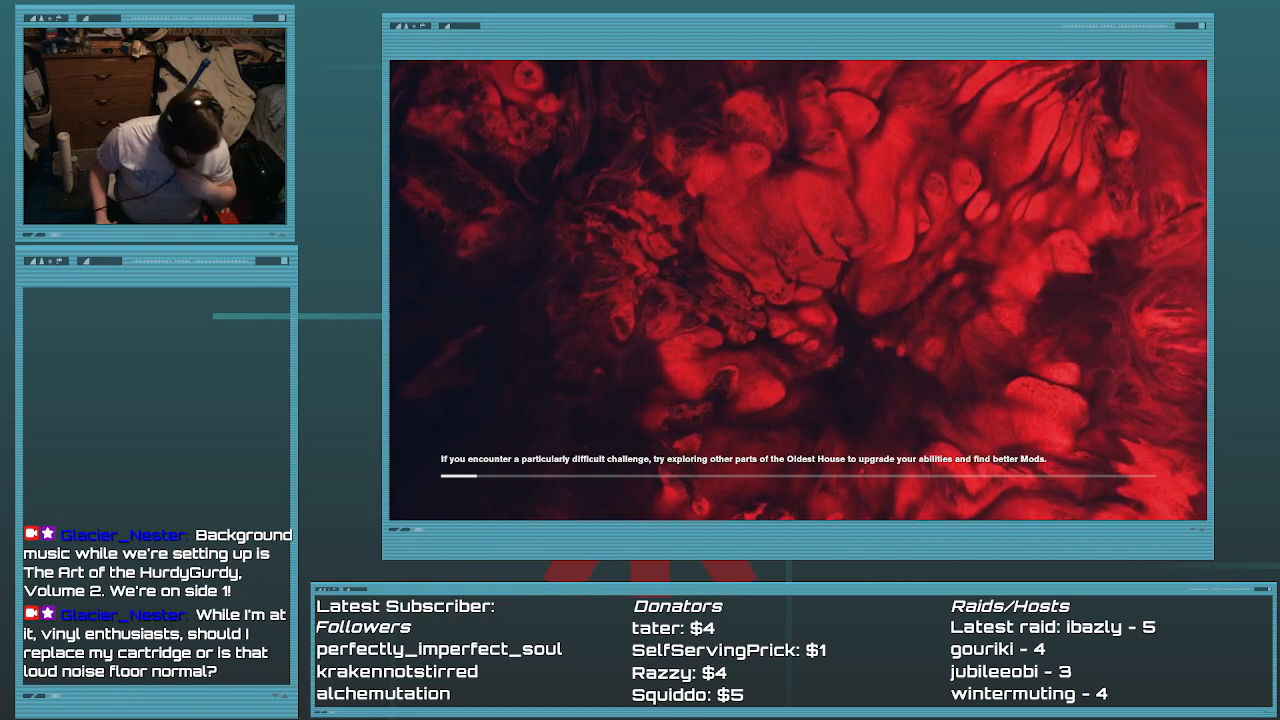 If you encounter a particularly difficult challenge, try exploring other parts of the Oldest House to upgrade your abilities and find better Mods.
Glacier_Nester: Background
music while we're setting up is
The Art of the HurdyGurdy,
Volume 2. We're on side 1!
Glacier_Nester: While I'm at
it, vinyl enthusiasts, should I
replace my cartridge or is that
loud noise floor normal?
Latest Subscriber:
Followers
perfectly_imperfect_soul
krakennotstirred
alchemutation
Donators
tater: $4
SelfServingPrick: $1
Razzy: $4
Squiddo: $5
Raids/Hosts
Latest raid: ibazly - 5
gouriki - 4
jubileebi - 3
wintermuting - 4